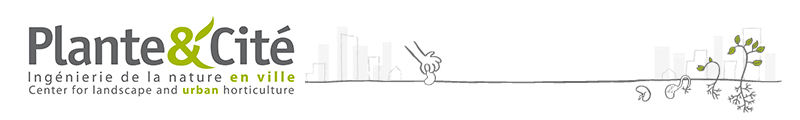 Plante&Cité
Ingénierie de la nature en ville
Center for landscape and urban horticulture